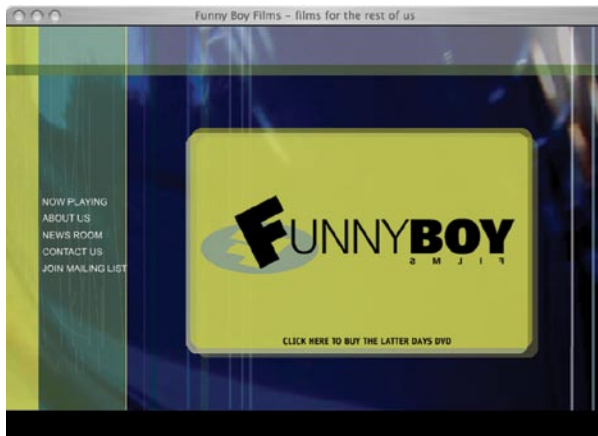 Funny Boy Films – films for the rest of us
NOW PLAYING
ABOUT US
NEWS ROOM
CONTACT US
JOIN MAILING LIST
FUNNYBOY
FILMS
CLICK HERE TO BUY THE LATTER DAYS DVD